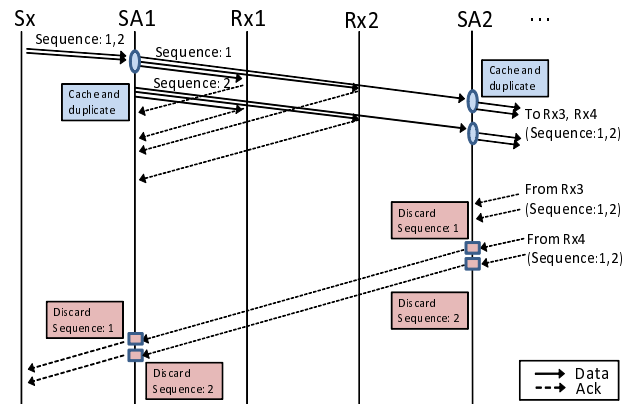 Sx SA1 Rx1 Rx2 SA2 ...
Sequence: 1,2
Sequence: 1
Sequence: 2
Cache and
duplicate
Cache and
duplicate
To Rx3, Rx4
(Sequence:1,2)
From Rx3
(Sequence:1,2)
Discard
Sequence: 1
From Rx4
(Sequence:1,2)
Discard
Sequence: 2
Discard
Sequence: 1
Discard
Sequence: 2
Data
Ack